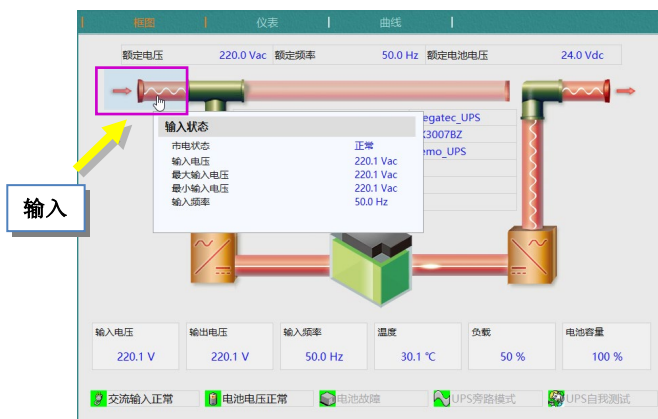 框图 仪表 曲线
额定电压 220.0 Vac 额定频率 50.0 Hz 额定电池电压 24.0 Vdc
输入状态
egatec_UPS
市电状态 正常
3007BZ
输入电压 220.1 Vac
emo_UPS
最大输入电压 220.1 Vac
最小输入电压 220.1 Vac
输入频率 50.0 Hz
输入
输入电压 输出电压 输入频率 温度 负载 电池容量
220.1 V 220.1 V 50.0 Hz 30.1 ℃ 50 % 100 %
交流输入正常 电池电压正常 电池故障 UPS旁路模式 UPS自我测试